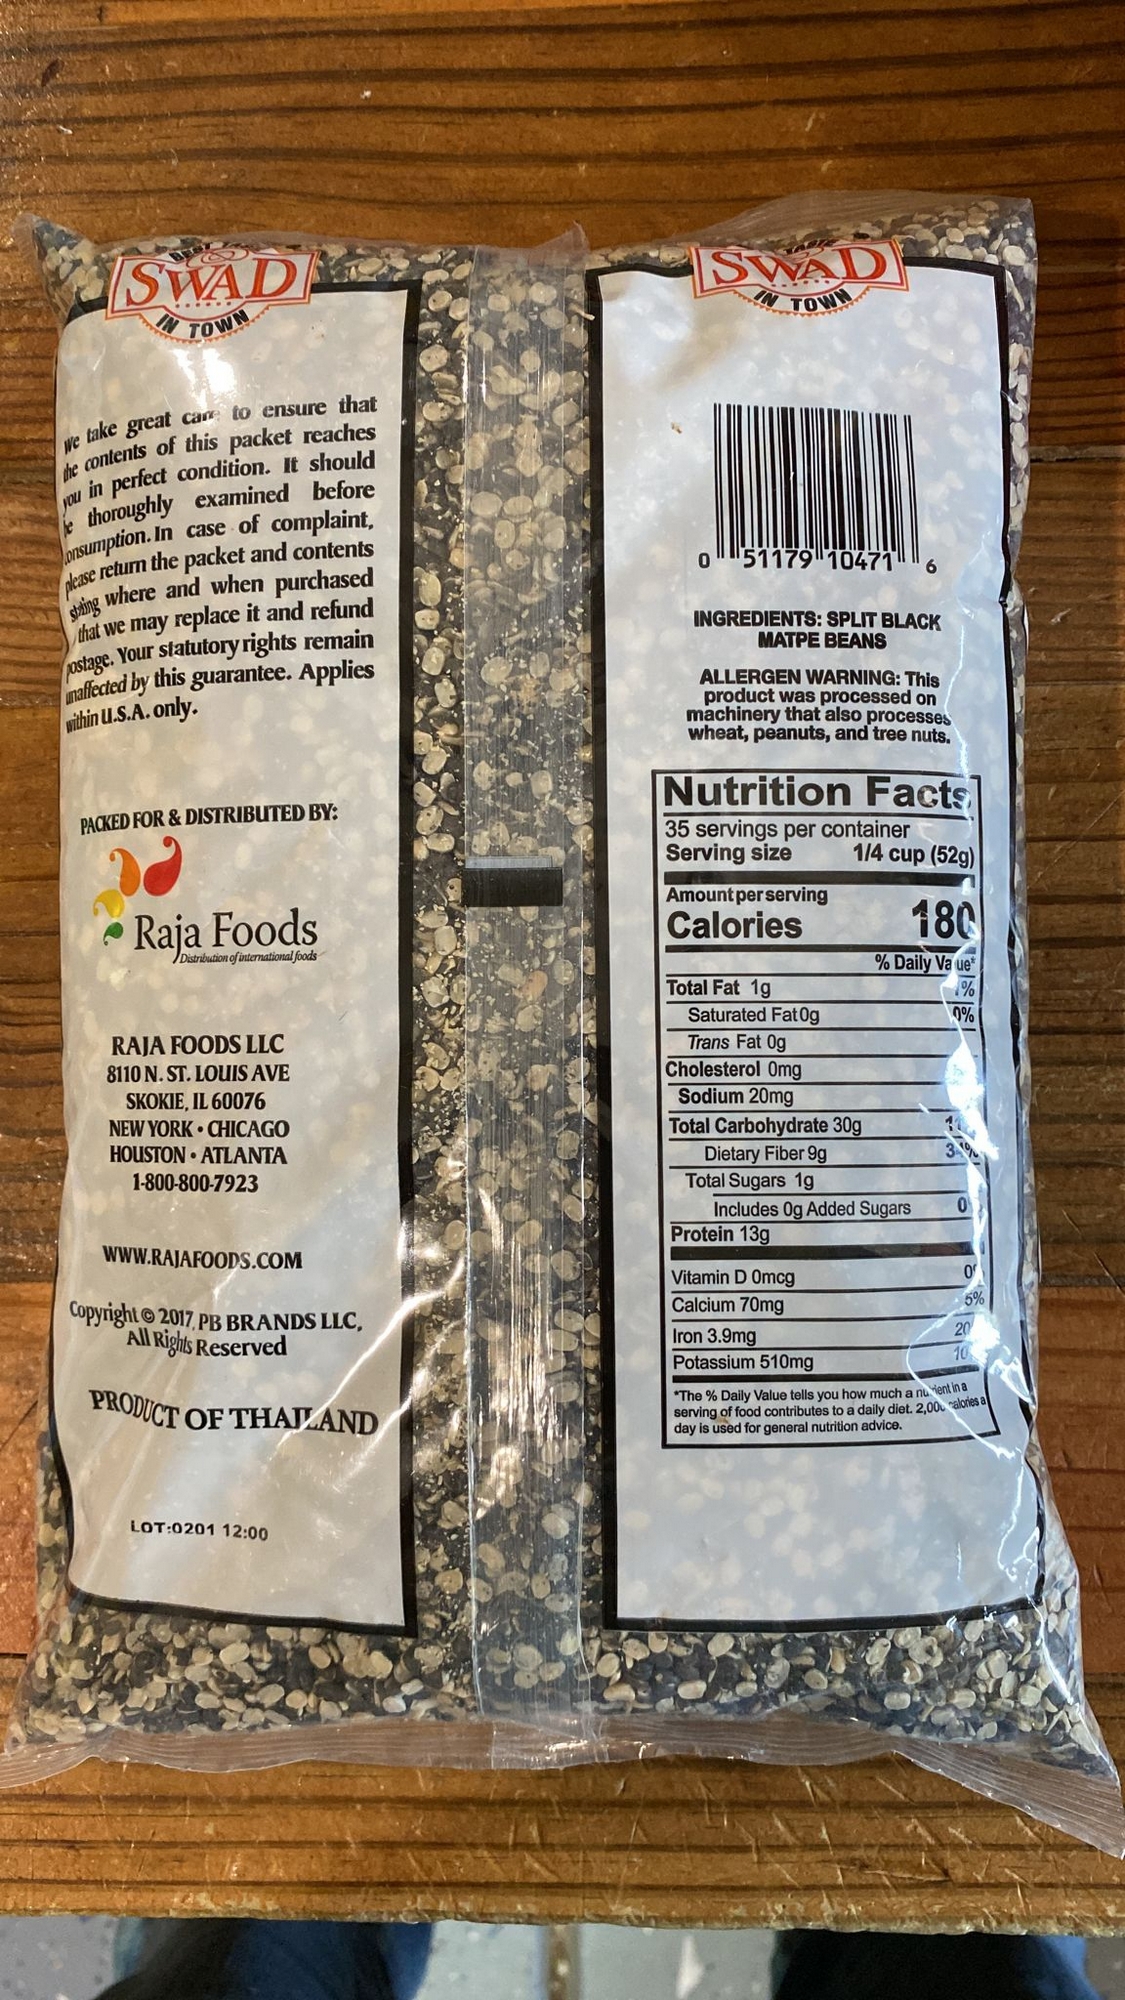 BEST
SWAD
IN TOWN
we take great care to ensure that
the contents of this packet reaches
you in perfect condition. It should
be thoroughly examined before
consumption. In case of complaint,
please return the packet and contents
stating where and when purchased
that we may replace it and refund
postage. Your statutory rights remain
unaffected by this guarantee. Applies
within U.S.A. only.
PACKED FOR & DISTRIBUTED BY:
Raja Foods
Distribution of international foods
RAJA FOODS LLC
8110 N. ST. LOUIS AVE
SKOKIE, IL 60076
NEW YORK • CHICAGO
HOUSTON • ATLANTA
1-800-800-7923
WWW.RAJAFOODS.COM
Copyright © 2017, PB BRANDS LLC,
All Rights Reserved
PRODUCT OF THAILAND
LOT:0201 12:00
TASTE
SWAD
IN TOWN
0 51179 10471 6
INGREDIENTS: SPLIT BLACK
MATPE BEANS
ALLERGEN WARNING: This
product was processed on
machinery that also processes
wheat, peanuts, and tree nuts.
Nutrition Facts
35 servings per container
Serving size 1/4 cup (52g)
Amount per serving
Calories 180
% Daily Value*
Total Fat 1g 1%
Saturated Fat 0g 0%
Trans Fat 0g
Cholesterol 0mg
Sodium 20mg
Total Carbohydrate 30g
Dietary Fiber 9g
Total Sugars 1g
Includes 0g Added Sugars 0
Protein 13g
Vitamin D 0mcg 0
Calcium 70mg 5%
Iron 3.9mg 20
Potassium 510mg 10
*The % Daily Value tells you how much a nutrient in a
serving of food contributes to a daily diet. 2,000 calories a
day is used for general nutrition advice.